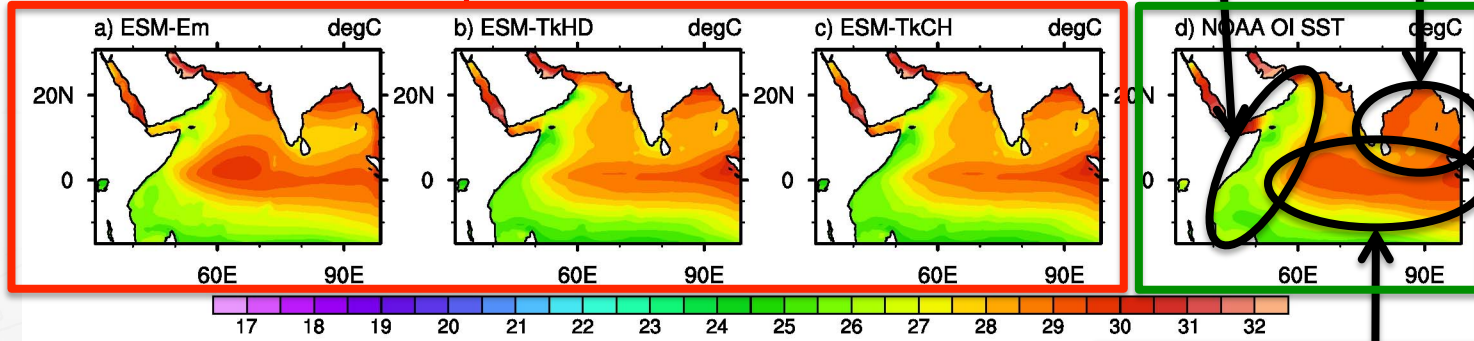 a) ESM-Em degC
b) ESM-TkHD degC
c) ESM-TkCH degC
d) NOAA OI SST degC
20N 20N 20N
0 0 0 0
60E 90E 60E 90E 60E 90E 60E 90E
17 18 19 20 21 22 23 24 25 26 27 28 29 30 31 32